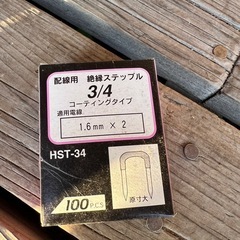 配線用 絶縁ステップル
3/4
コーティングタイプ
適用電線
1.6mm × 2
HST-34
100PCS
原寸大